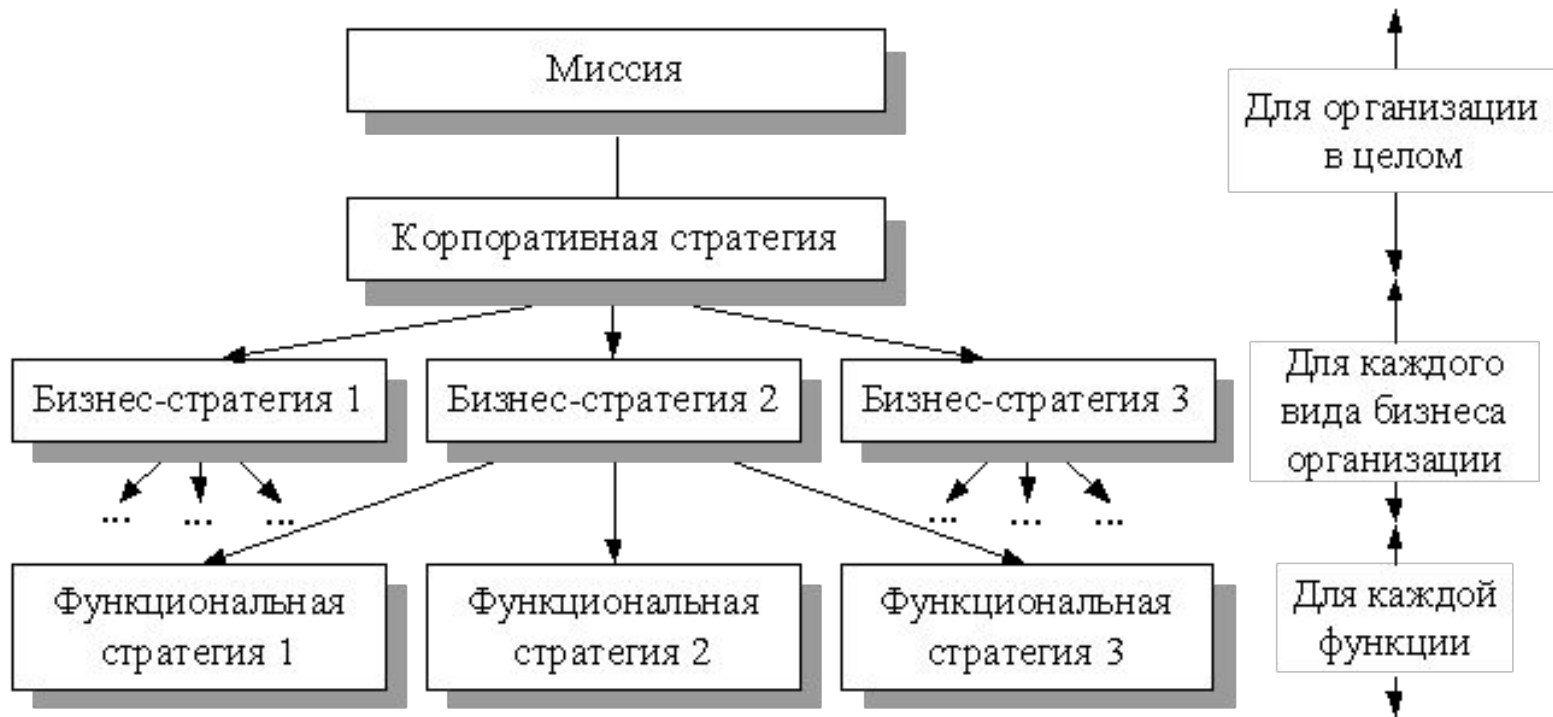 Миссия
Для организации
в целом
Корпоративная стратегия
Бизнес-стратегия 1
Бизнес-стратегия 2
Бизнес-стратегия 3
Для каждого
вида бизнеса
организации
... ... ... ... ... ...
Функциональная
стратегия 1
Функциональная
стратегия 2
Функциональная
стратегия 3
Для каждой
функции